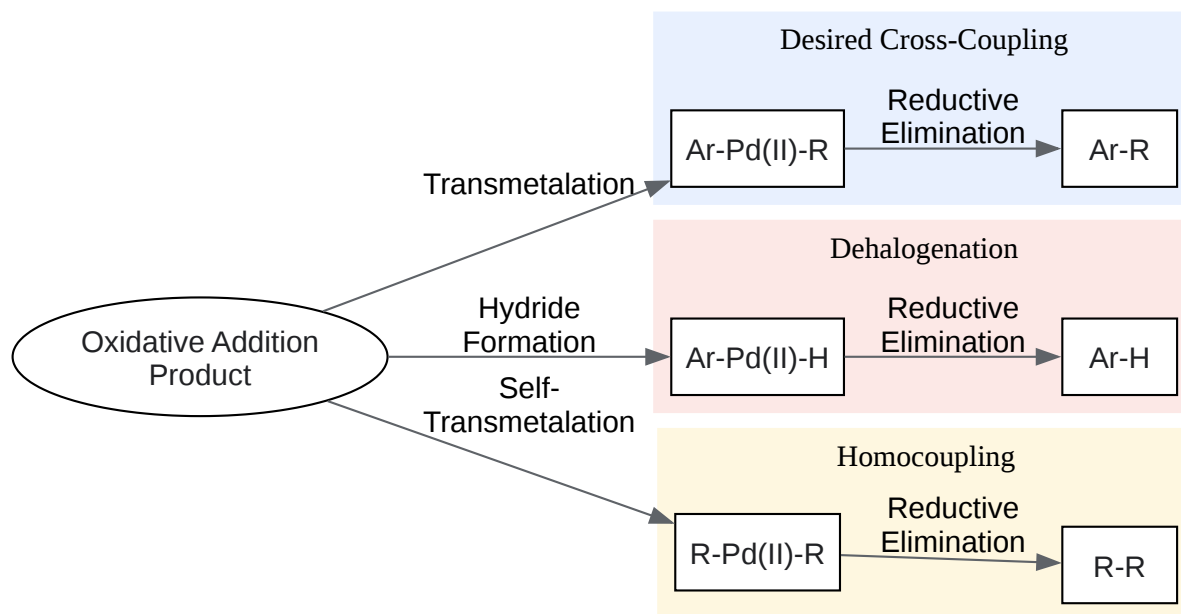 Desired Cross-Coupling
Reductive
Elimination
Ar-Pd(II)-R
Ar-R
Transmetalation
Dehalogenation
Hydride
Formation
Reductive
Elimination
Oxidative Addition
Product
Ar-Pd(II)-H
Ar-H
Self-
Transmetalation
Homocoupling
Reductive
Elimination
R-Pd(II)-R
R-R